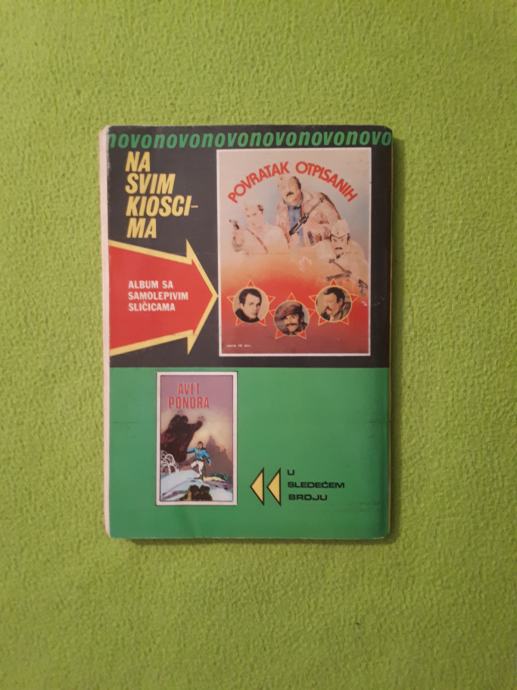 novonovonovonovonovonovo
NA
SVIM
KIOSCI-
MA
POVRATAK OTPISANIH
ALBUM SA
SAMOLEPIVIM
SLIČICAMA
AVET
PONORA
U
SLEDEĆEM
BROJU